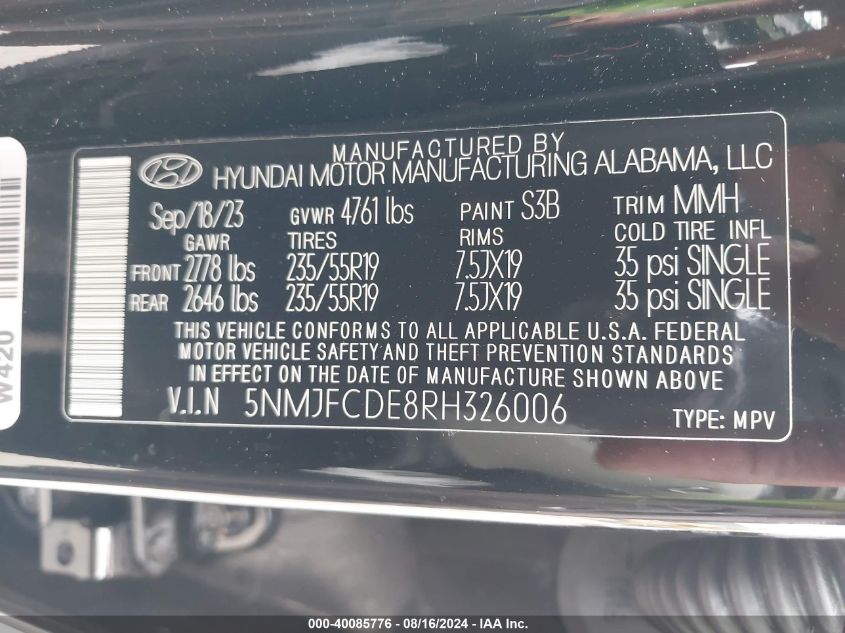 MANUFACTURED BY
HYUNDAI MOTOR MANUFACTURING ALABAMA, LLC
Sep/18/23 GVWR 4761 lbs PAINT S3B TRIM MMH
GAWR TIRES RIMS COLD TIRE INFL
FRONT 2778 lbs 235/55R19 7.5JX19 35 psi SINGLE
REAR 2646 lbs 235/55R19 7.5JX19 35 psi SINGLE
THIS VEHICLE CONFORMS TO ALL APPLICABLE U.S.A. FEDERAL
MOTOR VEHICLE SAFETY AND THEFT PREVENTION STANDARDS
IN EFFECT ON THE DATE OF MANUFACTURE SHOWN ABOVE
V.I.N 5NMJFCDE8RH326006 TYPE: MPV
W420
000-40085776 - 08/16/2024 - IAA Inc.